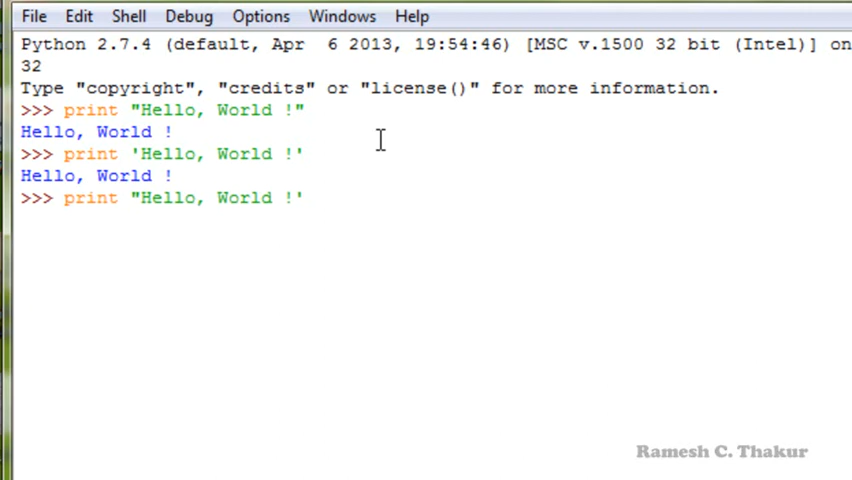 File Edit Shell Debug Options Windows Help
Python 2.7.4 (default, Apr  6 2013, 19:54:46) [MSC v.1500 32 bit (Intel)] on
32
Type "copyright", "credits" or "license()" for more information.
>>> print "Hello, World !"
Hello, World !
>>> print 'Hello, World !'
Hello, World !
>>> print "Hello, World !'
Ramesh C. Thakur